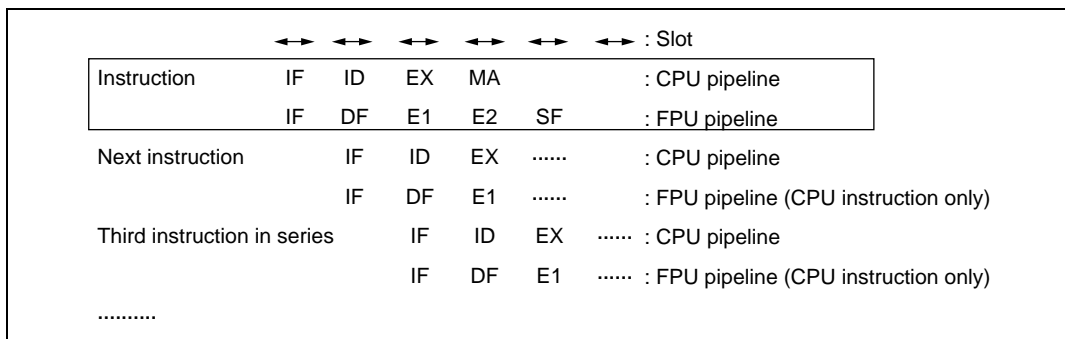 : Slot
Instruction IF ID EX MA : CPU pipeline
IF DF E1 E2 SF : FPU pipeline
Next instruction IF ID EX ...... : CPU pipeline
IF DF E1 ...... : FPU pipeline (CPU instruction only)
Third instruction in series IF ID EX ...... : CPU pipeline
IF DF E1 ...... : FPU pipeline (CPU instruction only)
..........